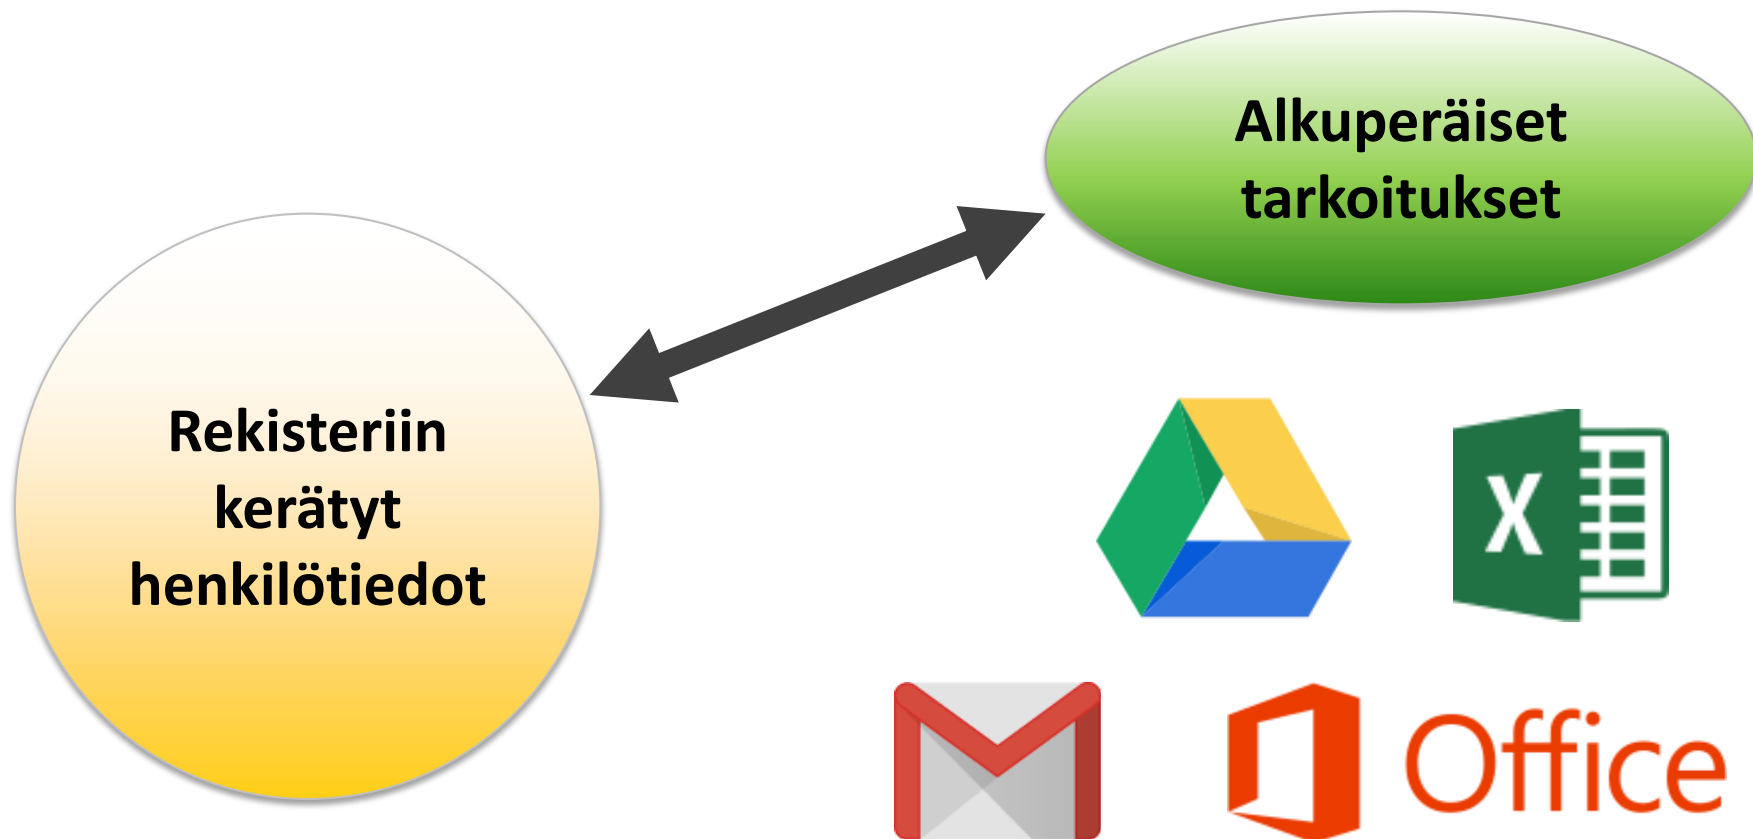 Alkuperäiset
tarkoitukset
Rekisteriin
kerätyt
henkilötiedot
X
Office